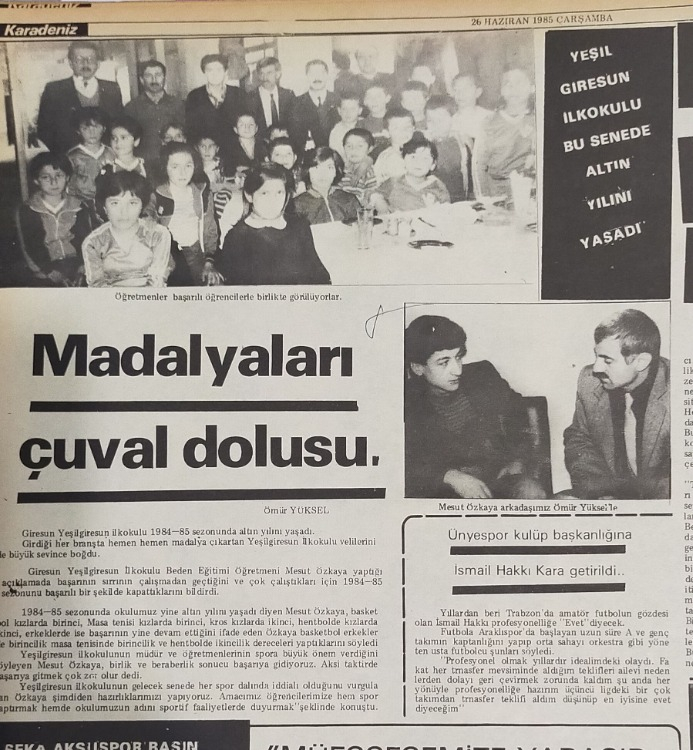 Karadeniz
Karadeniz
26 HAZİRAN 1985 ÇARŞAMBA
YEŞİL
GİRESUN
İLKOKULU
BU SENEDE
ALTIN
YILINI
YAŞADI
Öğretmenler başarılı öğrencilerle birlikte görülüyorlar.
Madalyaları
çuval dolusu.
Ömür YÜKSEL
Giresun Yeşilgiresun ilkokulu 1984-85 sezonunda altın yılını yaşadı.
Girdiği her branşta hemen hemen madalya çıkartan Yeşilgiresun İlkokulu velilerini
de büyük sevince boğdu.
Giresun Yeşilgiresun İlkokulu Beden Eğitimi Öğretmeni Mesut Özkaya yaptığı
açıklamada başarının sırrının çalışmadan geçtiğini ve çok çalıştıkları için 1984-85
sezonunu başarılı bir şekilde kapattıklarını bildirdi.
1984-85 sezonunda okulumuz yine altın yılını yaşadı diyen Mesut Özkaya, basket
bol kızlarda birinci, Masa tenisi kızlarda birinci, kros kızlarda ikinci, hentbolde kızlarda
ikinci, erkeklerde ise başarının yine devam ettiğini ifade eden Özkaya basketbol erkekler
de birincilik masa tenisinde birincilik ve hentbolde ikincilik dereceleri yaptıklarını söyledi
Yeşilgiresun ilkokulunun müdür ve öğretmenlerinin spora büyük önem verdiğini
söyleyen Mesut Özkaya, birlik ve beraberlik sonucu başarıya gidiyoruz. Aksi taktirde
başarıya gitmek çok zor olur dedi.
Yeşilgiresun ilkokulunun gelecek senede her spor dalında iddialı olduğunu vurgula
yan Özkaya şimdiden hazırlıklarımızı yapıyoruz. Amacımız öğrencilerimize hem spor
yaptırmak hemde okulumuzun adını sportif faaliyetlerde duyurmak" şeklinde konuştu.
Mesut Özkaya arkadaşımız Ömür Yüksel'le
Ünyespor kulüp başkanlığına
İsmail Hakkı Kara getirildi..
Yıllardan beri Trabzon'da amatör futbolun gözdesi
olan İsmail Hakkı profesyonelliğe "Evet" diyecek.
Futbola Araklıspor'da başlayan uzun süre A ve genç
takımın kaptanlığını yapıp orta sahayı orkestra gibi yöne
ten usta futbolcu şunları söyledi.
"Profesyonel olmak yıllardır idealimdeki olaydı. Fa
kat her trnasfer mevsiminde aldığım teklifleri ailevi neden
lerden dolayı geri çevirmek zorunda kaldım şu anda her
yönüyle profesyonelliğe hazırım üçüncü ligdeki bir çok
takımdan trnasfer teklifi aldım düşünüp en iyisine evet
diyeceğim"
SEKA AKSUSPOR BASIN